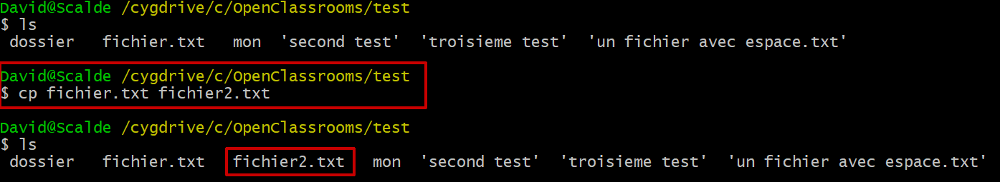 David@Scalde /cygdrive/c/OpenClassrooms/test
$ ls
dossier fichier.txt mon 'second test' 'troisieme test' 'un fichier avec espace.txt'
David@Scalde /cygdrive/c/OpenClassrooms/test
$ cp fichier.txt fichier2.txt
David@Scalde /cygdrive/c/OpenClassrooms/test
$ ls
dossier fichier.txt fichier2.txt mon 'second test' 'troisieme test' 'un fichier avec espace.txt'